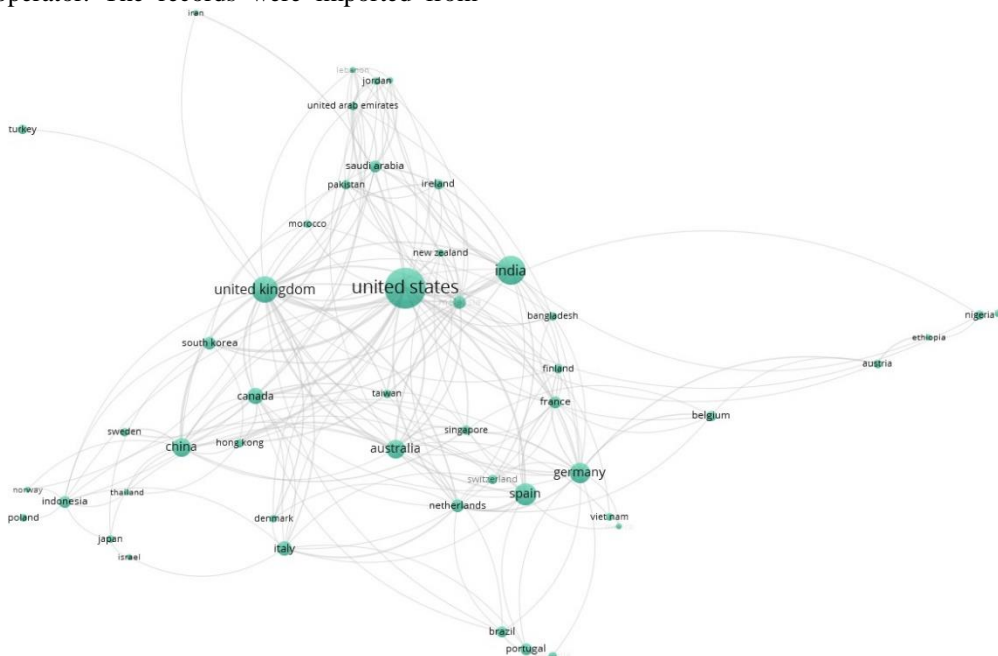 operator. The records were imported from
iran
lebanon
jordan
united arab emirates
turkey
saudi arabia
pakistan
ireland
morocco
new zealand
india
united states
united kingdom
nigeria
bangladesh
ethiopia
south korea
austria
finland
canada
taiwan
france
belgium
sweden
singapore
china
hong kong
australia
germany
switzerland
norway
thailand
spain
indonesia
netherlands
poland
denmark
viet nam
japan
italy
israel
brazil
portugal